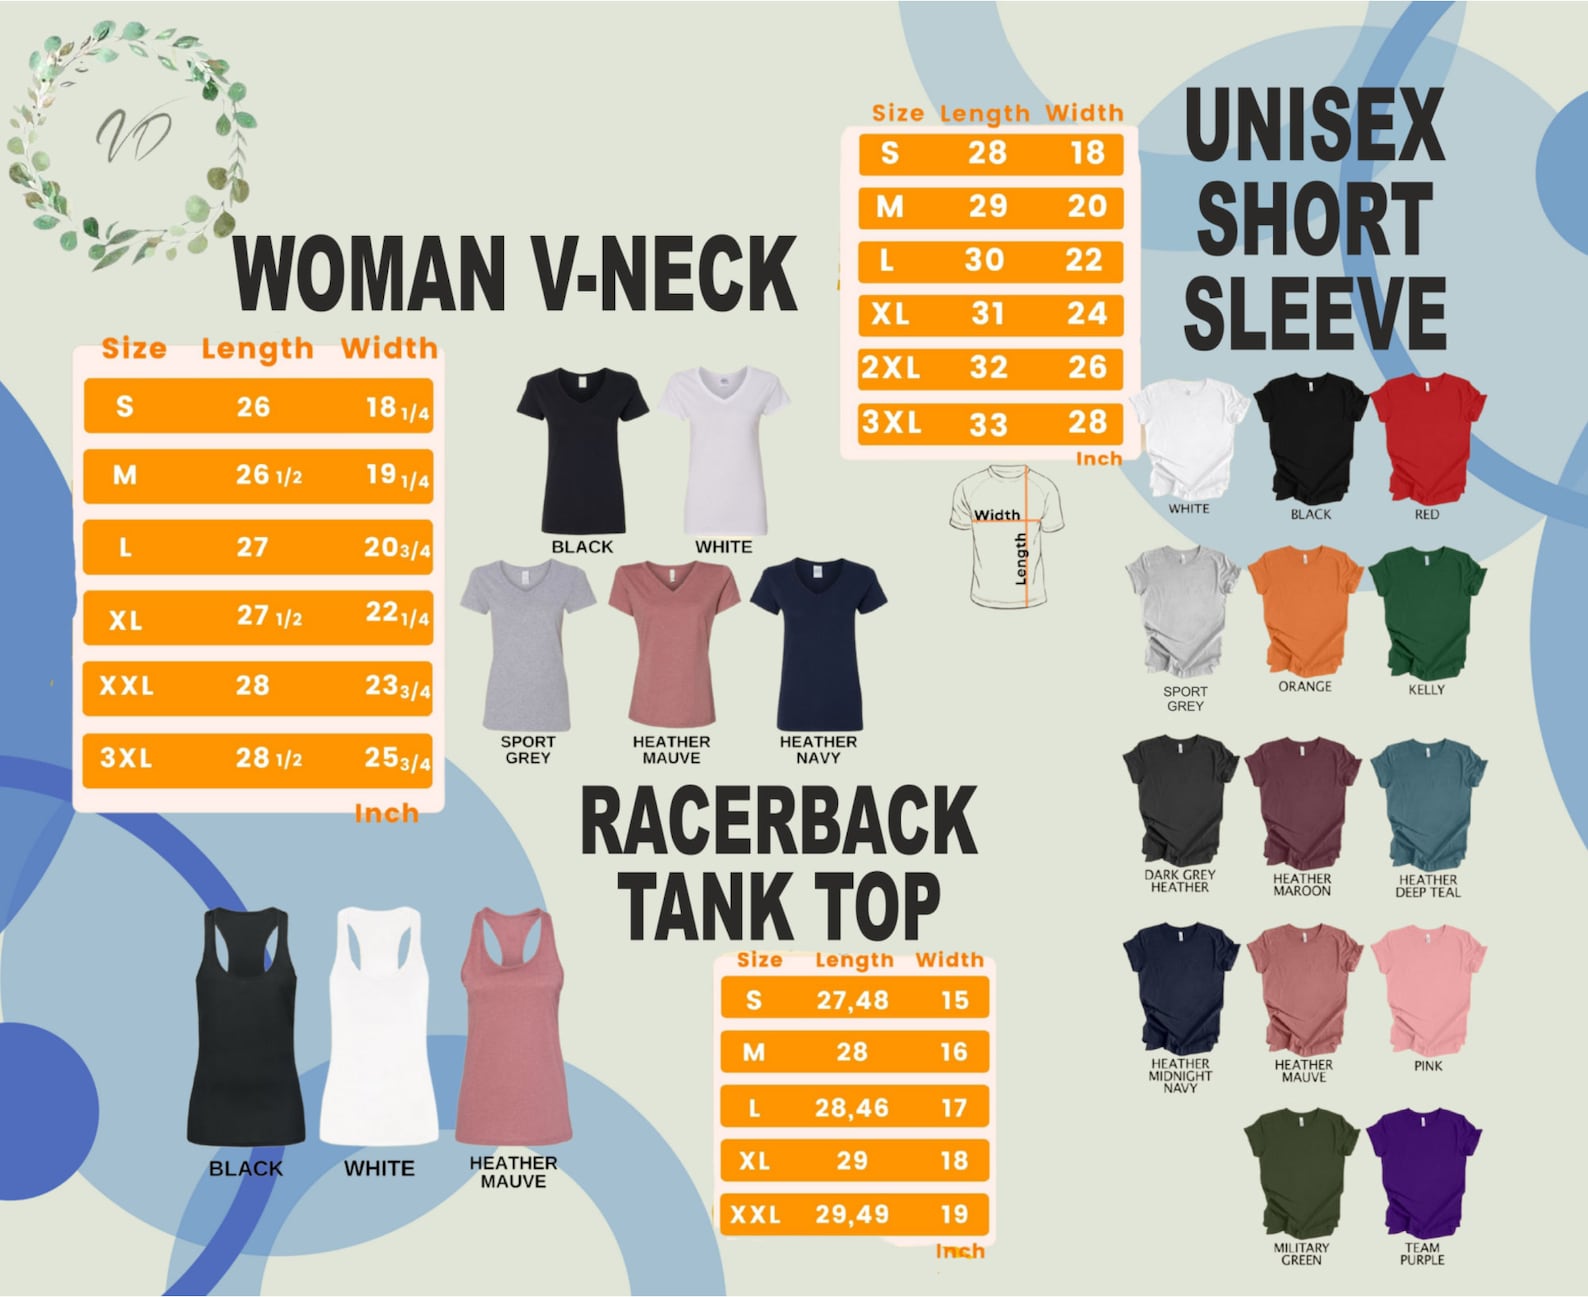 VD
WOMAN V-NECK
Size Length Width
S 26 18 1/4
M 26 1/2 19 1/4
L 27 20 3/4
XL 27 1/2 22 1/4
XXL 28 23 3/4
3XL 28 1/2 25 3/4
Inch
BLACK
WHITE
SPORT
GREY
HEATHER
MAUVE
HEATHER
NAVY
Size Length Width
S 28 18
M 29 20
L 30 22
XL 31 24
2XL 32 26
3XL 33 28
Inch
Width
Length
UNISEX
SHORT
SLEEVE
WHITE
BLACK
RED
SPORT
GREY
ORANGE
KELLY
DARK GREY
HEATHER
HEATHER
MAROON
HEATHER
DEEP TEAL
HEATHER
MIDNIGHT
NAVY
HEATHER
MAUVE
PINK
MILITARY
GREEN
TEAM
PURPLE
RACERBACK
TANK TOP
Size Length Width
S 27,48 15
M 28 16
L 28,46 17
XL 29 18
XXL 29,49 19
Inch
BLACK
WHITE
HEATHER
MAUVE